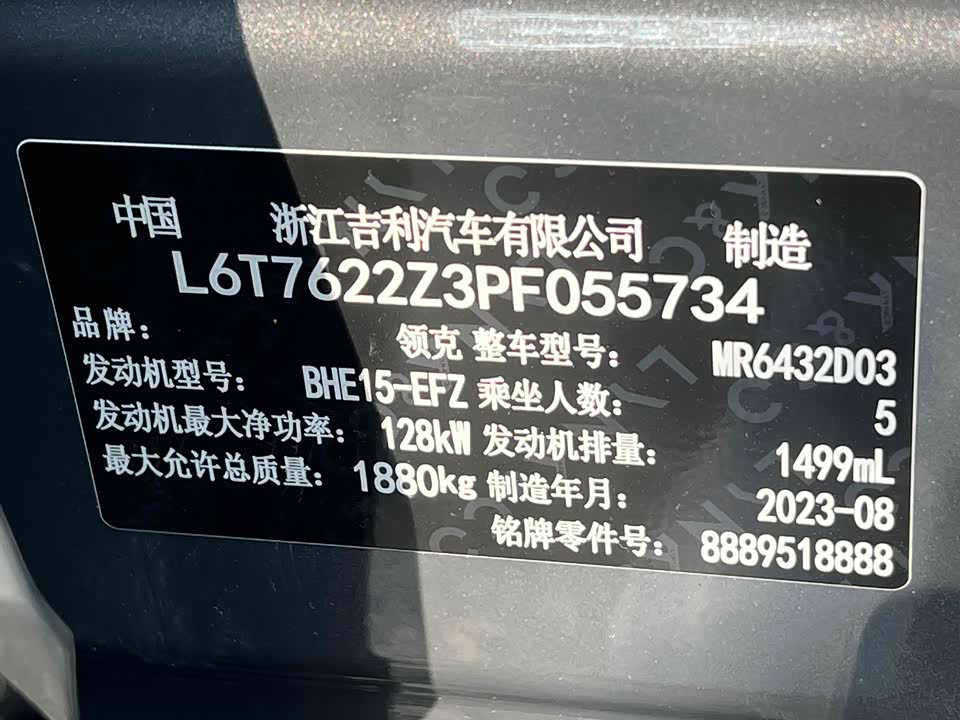 中国 浙江吉利汽车有限公司 制造
L6T7622Z3PF055734
品牌: 领克 整车型号: MR6432D03
发动机型号: BHE15-EFZ 乘坐人数: 5
发动机最大净功率: 128kW 发动机排量: 1499mL
最大允许总质量: 1880kg 制造年月: 2023-08
铭牌零件号: 8889518888